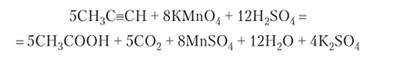 5CH₃C≡CH + 8KMnO₄ + 12H₂SO₄ =
= 5CH₃COOH + 5CO₂ + 8MnSO₄ + 12H₂O + 4K₂SO₄